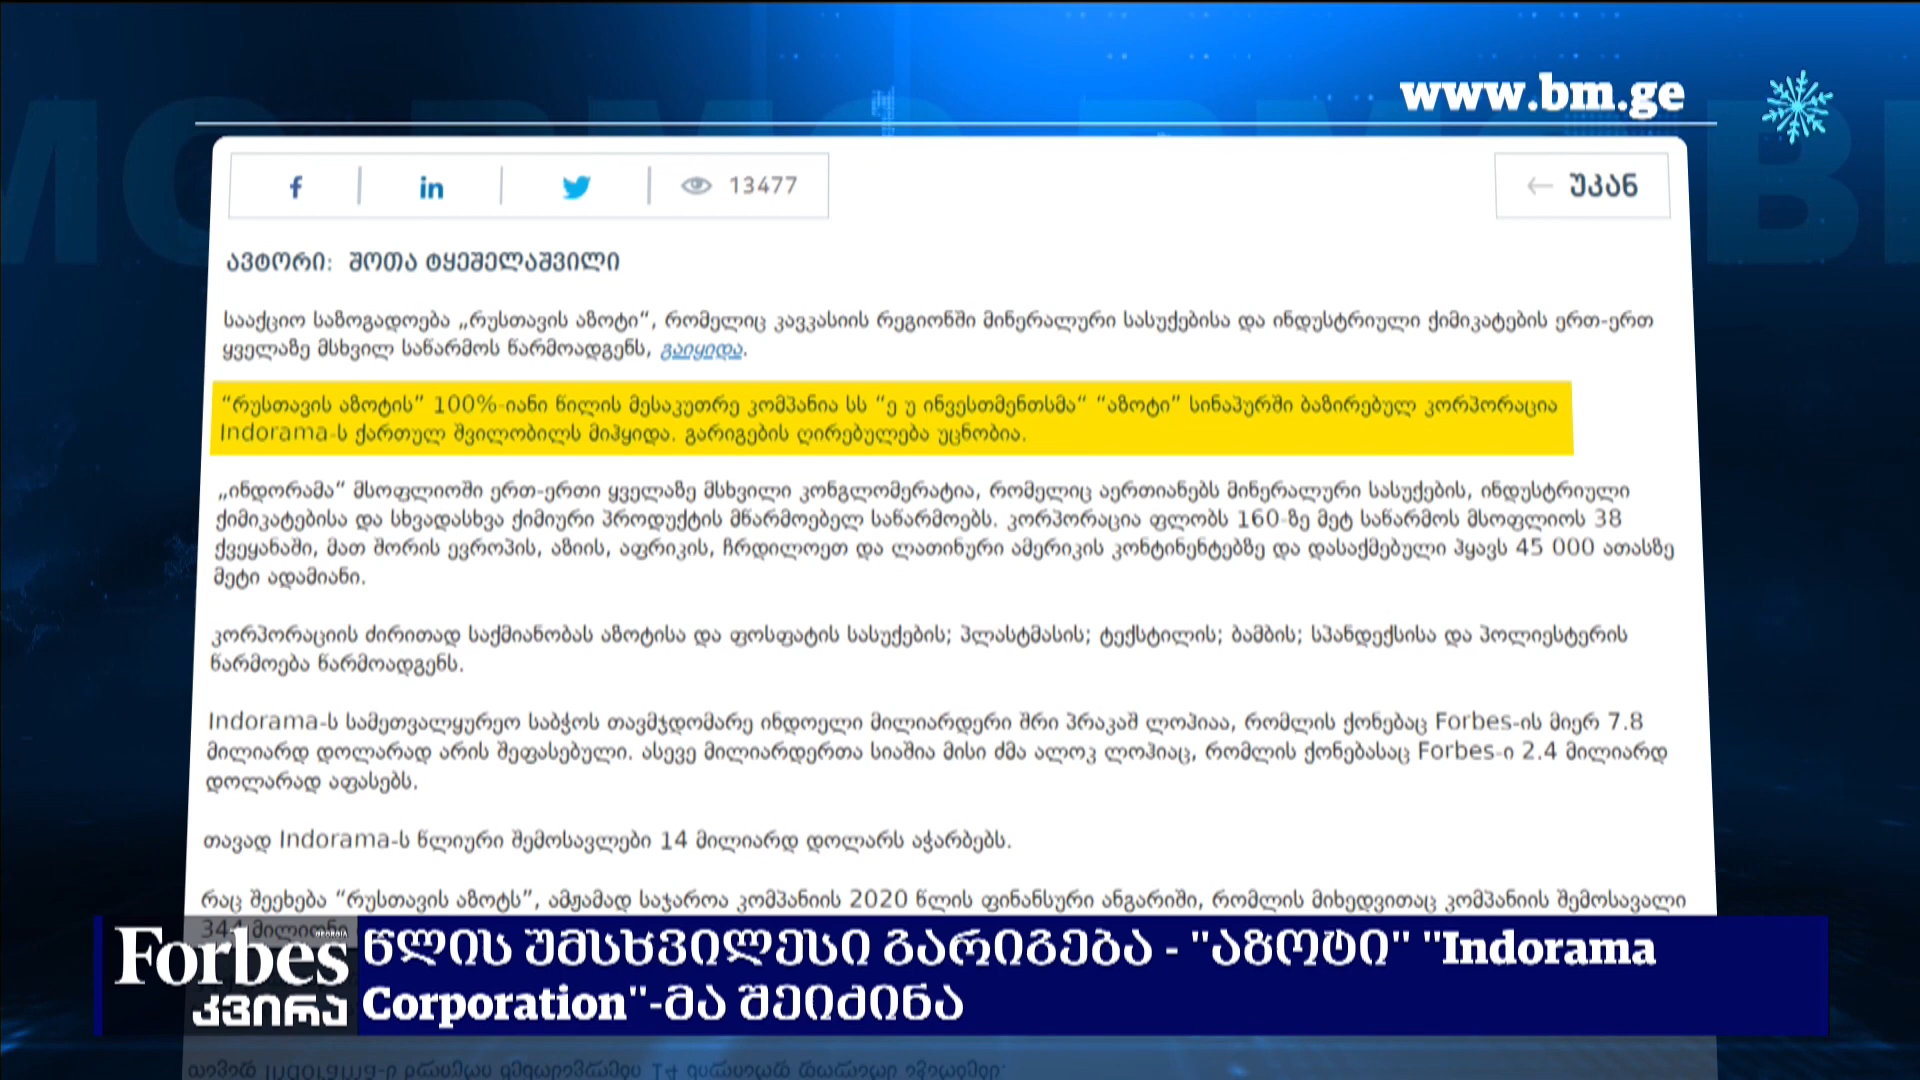 www.bm.ge
13477
← უკან
ავტორი: შოთა ტყეშელაშვილი
სააქციო საზოგადოება „რუსთავის აზოტი“, რომელიც კავკასიის რეგიონში მინერალური სასუქებისა და ინდუსტრიული ქიმიკატების ერთ-ერთ
ყველაზე მსხვილ საწარმოს წარმოადგენს, გაიყიდა.
“რუსთავის აზოტის” 100%-იანი წილის მესაკუთრე კომპანია სს “ე უ ინვესთმენთსმა“ “აზოტი” სინაპურში ბაზირებულ კორპორაცია
Indorama-ს ქართულ შვილობილს მიჰყიდა. გარიგების ღირებულება უცნობია.
„ინდორამა“ მსოფლიოში ერთ-ერთი ყველაზე მსხვილი კონგლომერატია, რომელიც აერთიანებს მინერალური სასუქების, ინდუსტრიული
ქიმიკატებისა და სხვადასხვა ქიმიური პროდუქტის მწარმოებელ საწარმოებს. კორპორაცია ფლობს 160-ზე მეტ საწარმოს მსოფლიოს 38
ქვეყანაში, მათ შორის ევროპის, აზიის, აფრიკის, ჩრდილოეთ და ლათინური ამერიკის კონტინენტებზე და დასაქმებული ჰყავს 45 000 ათასზე
მეტი ადამიანი.
კორპორაციის ძირითად საქმიანობას აზოტისა და ფოსფატის სასუქების; პლასტმასის; ტექსტილის; ბამბის; სპანდექსისა და პოლიესტერის
წარმოება წარმოადგენს.
Indorama-ს სამეთვალყურეო საბჭოს თავმჯდომარე ინდოელი მილიარდერი შრი პრაკაშ ლოჰიაა, რომლის ქონებაც Forbes-ის მიერ 7.8
მილიარდ დოლარად არის შეფასებული. ასევე მილიარდერთა სიაშია მისი ძმა ალოკ ლოჰიაც, რომლის ქონებასაც Forbes-ი 2.4 მილიარდ
დოლარად აფასებს.
თავად Indorama-ს წლიური შემოსავლები 14 მილიარდ დოლარს აჭარბებს.
რაც შეეხება “რუსთავის აზოტს”, ამჟამად საჯაროა კომპანიის 2020 წლის ფინანსური ანგარიში, რომლის მიხედვითაც კომპანიის შემოსავალი
მილიონი
Forbes GEORGIA
კვირა
წლის უმსხვილესი გარიგება - "აზოტი" "Indorama
Corporation"-მა შეიძინა